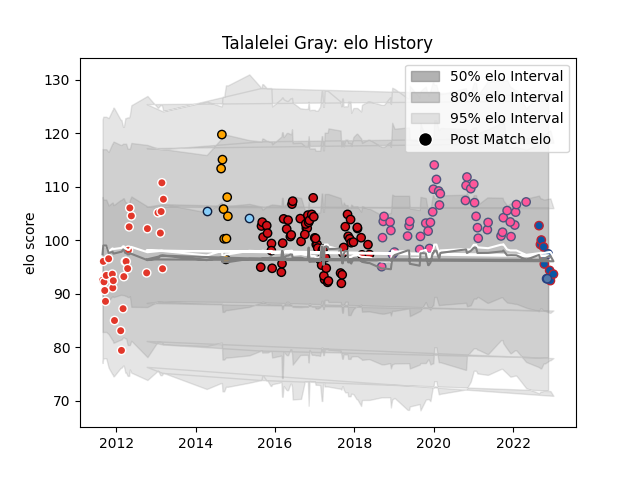 Talalelei Gray: elo History
50% elo Interval
80% elo Interval
95% elo Interval
Post Match elo
elo score
130
120
110
100
90
80
70
2012
2014
2016
2018
2020
2022